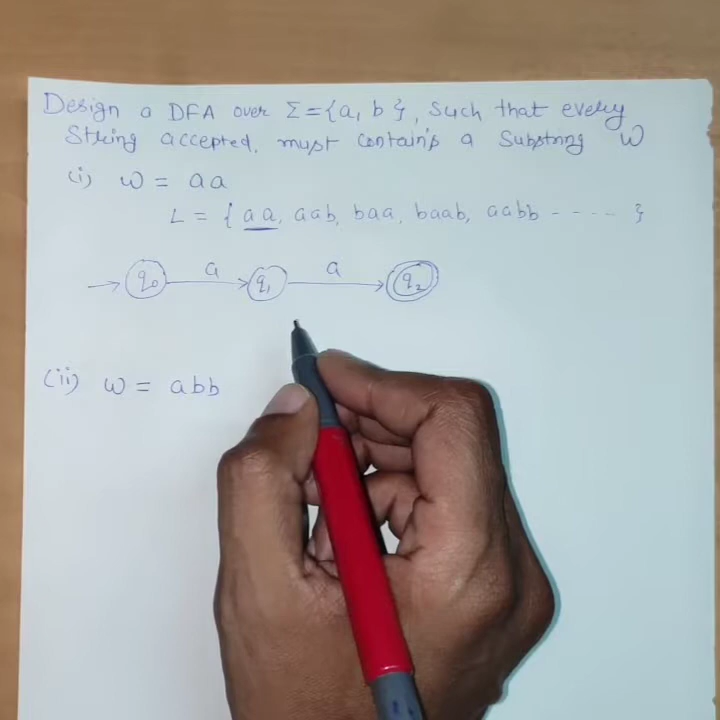 Design a DFA over Σ={a, b}, such that every
String accepted, must contain's a substring W
(i) w = aa
L = { aa, aab, baa, baab, aabb ----- }
q₀ a q₁ a q₂
(ii) w = abb